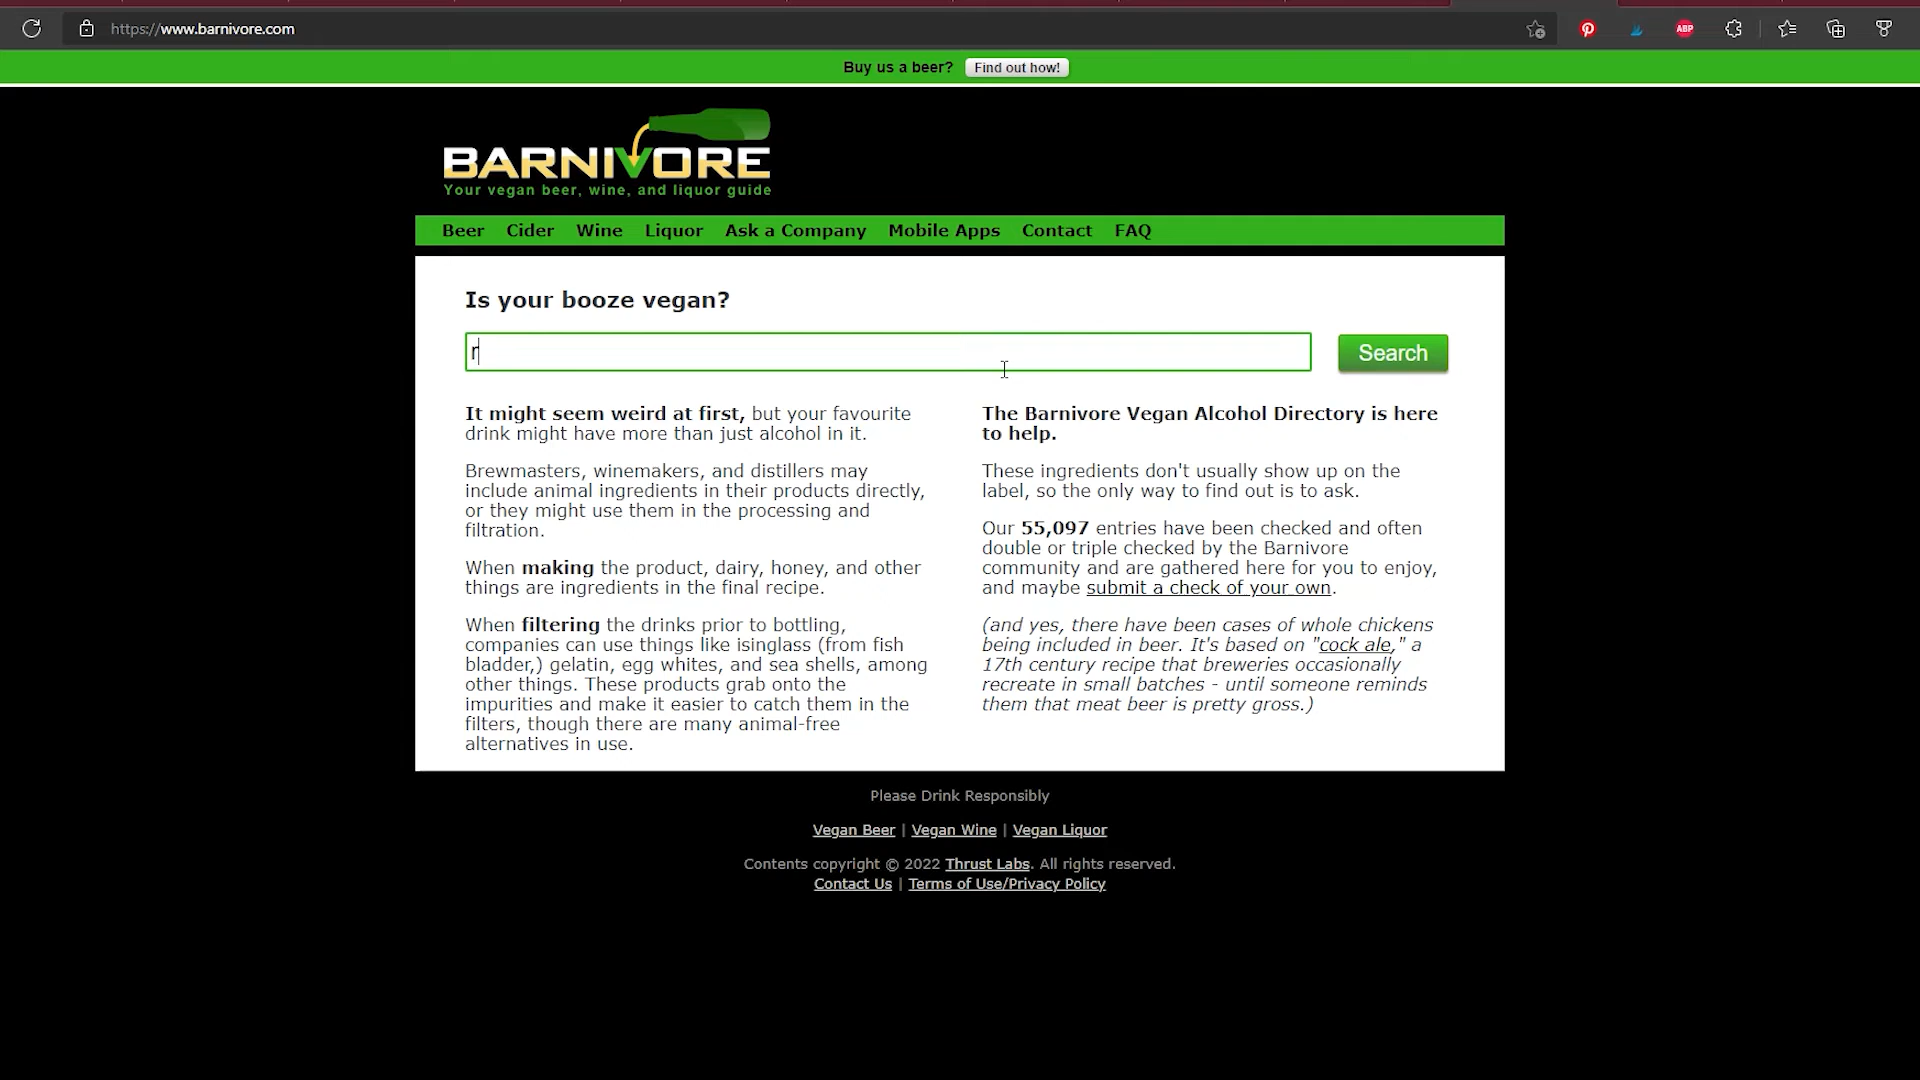 https://www.barnivore.com
ABP
Buy us a beer? Find out how!
BARNIVORE
Your vegan beer, wine, and liquor guide
Beer Cider Wine Liquor Ask a Company Mobile Apps Contact FAQ
Is your booze vegan?
r
Search
It might seem weird at first, but your favourite
drink might have more than just alcohol in it.
Brewmasters, winemakers, and distillers may
include animal ingredients in their products directly,
or they might use them in the processing and
filtration.
When making the product, dairy, honey, and other
things are ingredients in the final recipe.
When filtering the drinks prior to bottling,
companies can use things like isinglass (from fish
bladder,) gelatin, egg whites, and sea shells, among
other things. These products grab onto the
impurities and make it easier to catch them in the
filters, though there are many animal-free
alternatives in use.
The Barnivore Vegan Alcohol Directory is here
to help.
These ingredients don't usually show up on the
label, so the only way to find out is to ask.
Our 55,097 entries have been checked and often
double or triple checked by the Barnivore
community and are gathered here for you to enjoy,
and maybe submit a check of your own.
(and yes, there have been cases of whole chickens
being included in beer. It's based on "cock ale," a
17th century recipe that breweries occasionally
recreate in small batches - until someone reminds
them that meat beer is pretty gross.)
Please Drink Responsibly
Vegan Beer | Vegan Wine | Vegan Liquor
Contents copyright © 2022 Thrust Labs. All rights reserved.
Contact Us | Terms of Use/Privacy Policy